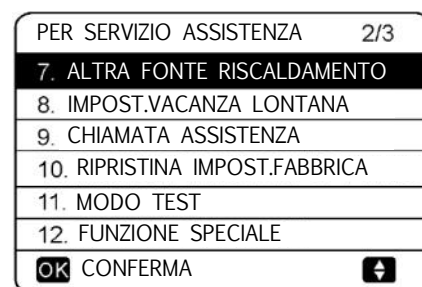 PER SERVIZIO ASSISTENZA 2/3
7. ALTRA FONTE RISCALDAMENTO
8. IMPOST.VACANZA LONTANA
9. CHIAMATA ASSISTENZA
10. RIPRISTINA IMPOST.FABBRICA
11. MODO TEST
12. FUNZIONE SPECIALE
OK CONFERMA